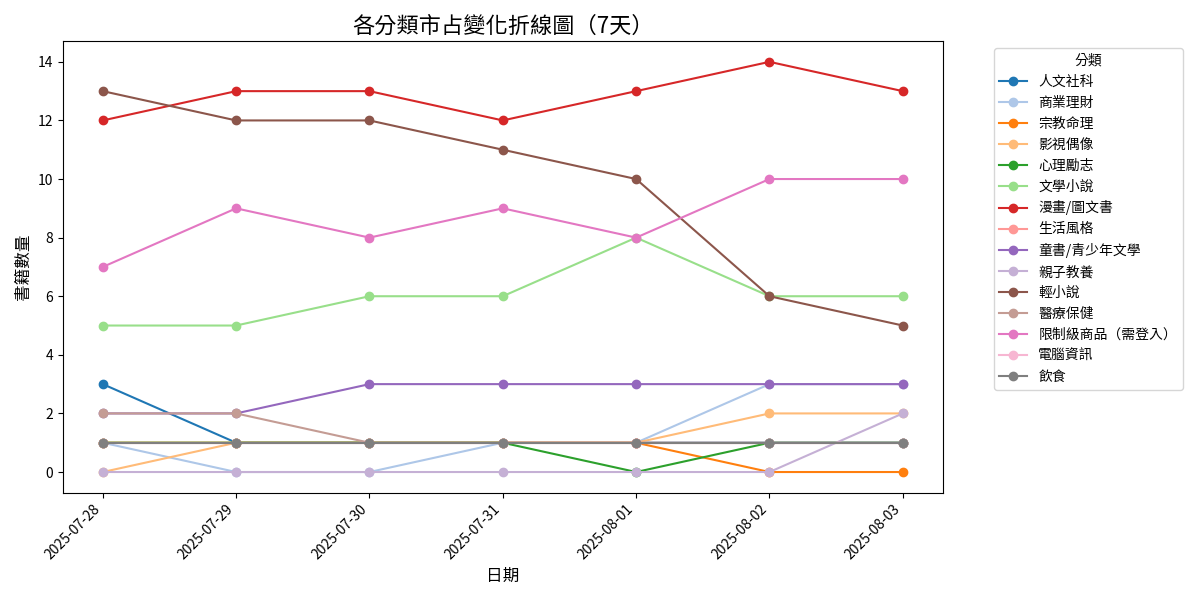 各分類市占變化折線圖（7天）
書籍數量
14
12
10
8
6
4
2
0
2025-07-28
2025-07-29
2025-07-30
2025-07-31
2025-08-01
2025-08-02
2025-08-03
日期
分類
人文社科
商業理財
宗教命理
影視偶像
心理勵志
文學小說
漫畫/圖文書
生活風格
童書/青少年文學
親子教養
輕小說
醫療保健
限制級商品（需登入）
電腦資訊
飲食